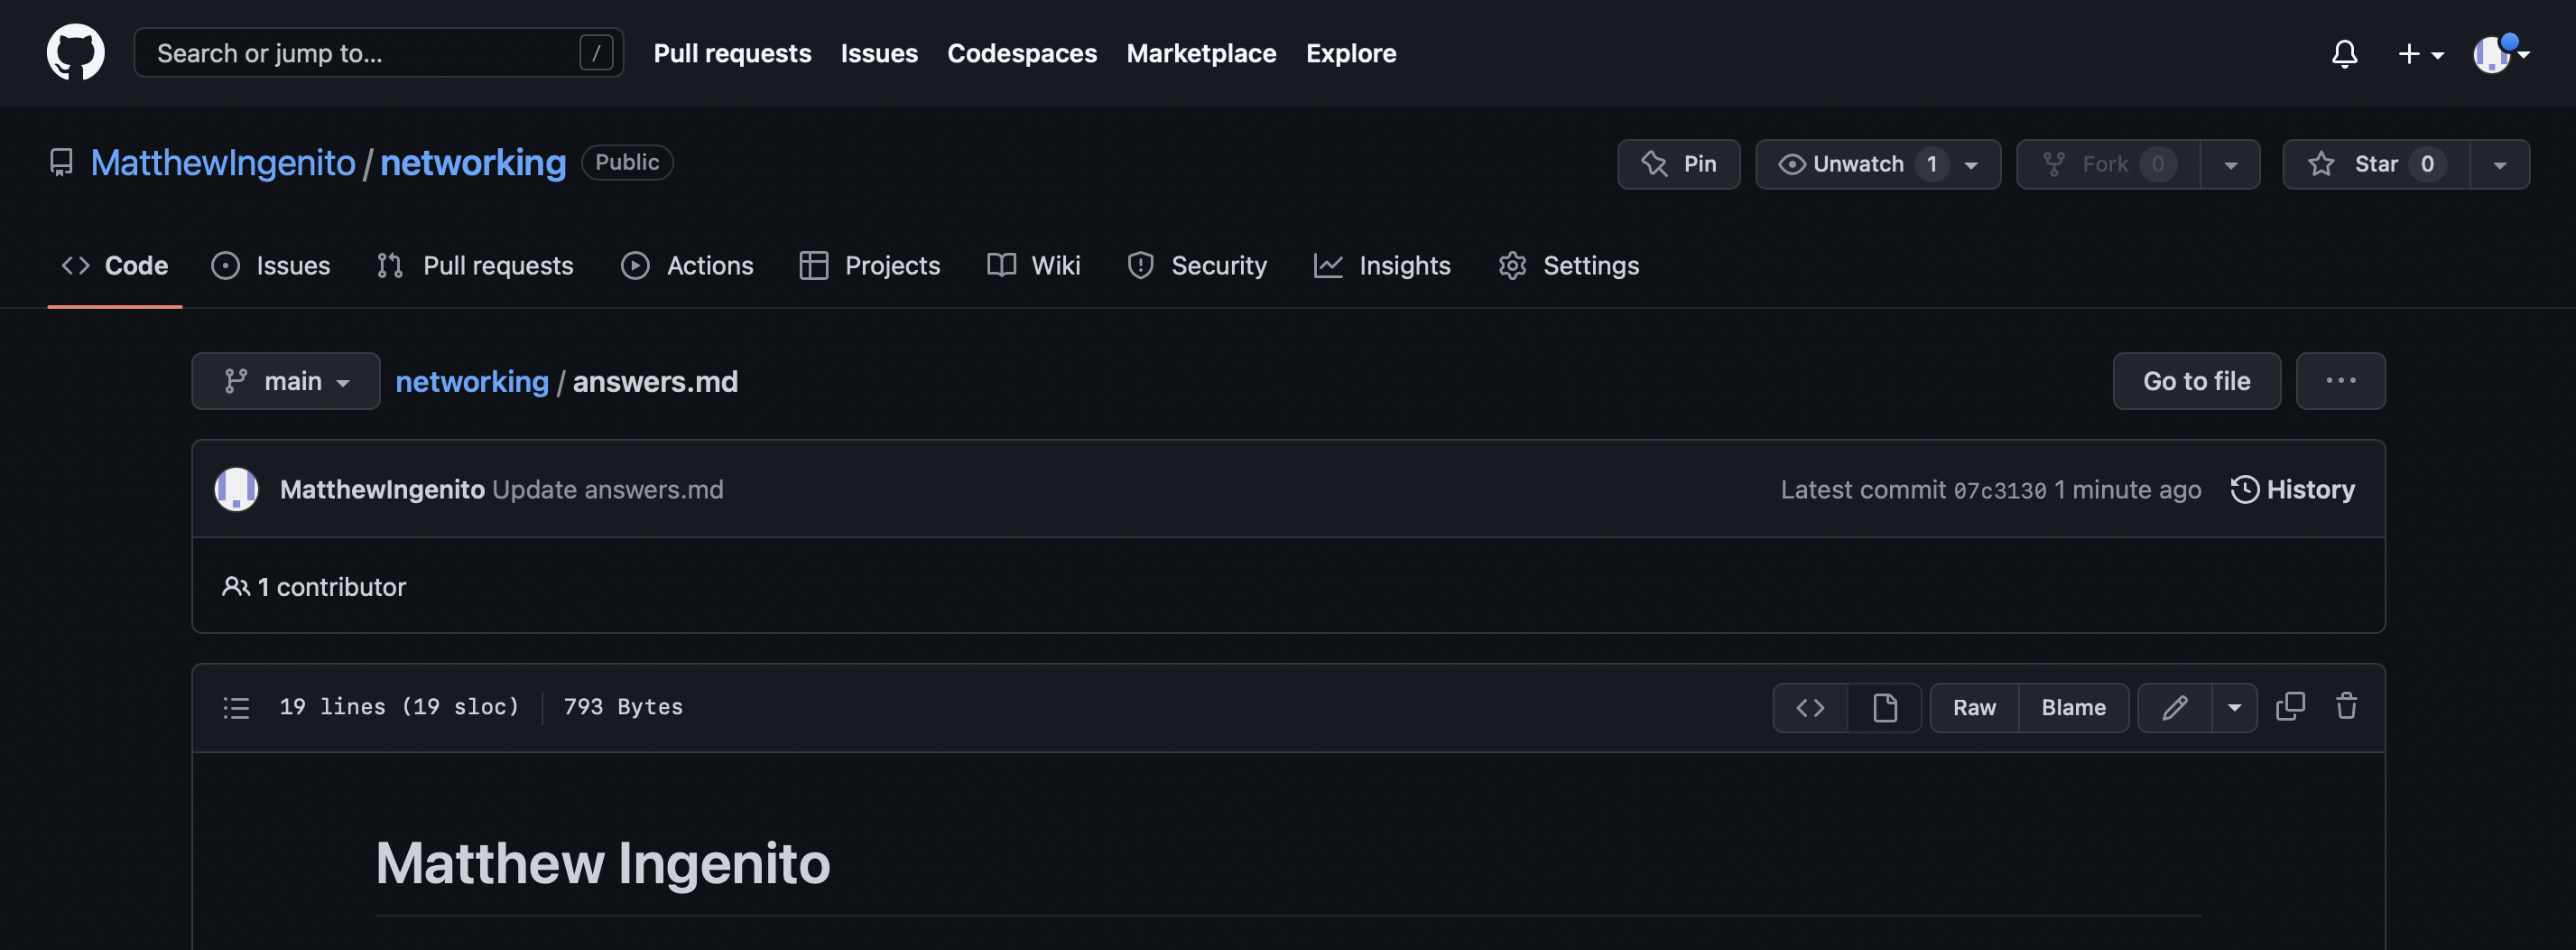 Search or jump to... / Pull requests Issues Codespaces Marketplace Explore
MatthewIngenito / networking Public Pin Unwatch 1 Fork 0 Star 0
Code Issues Pull requests Actions Projects Wiki Security Insights Settings
main networking / answers.md Go to file ...
MatthewIngenito Update answers.md Latest commit 07c3130 1 minute ago History
1 contributor
19 lines (19 sloc) 793 Bytes Raw Blame
Matthew Ingenito